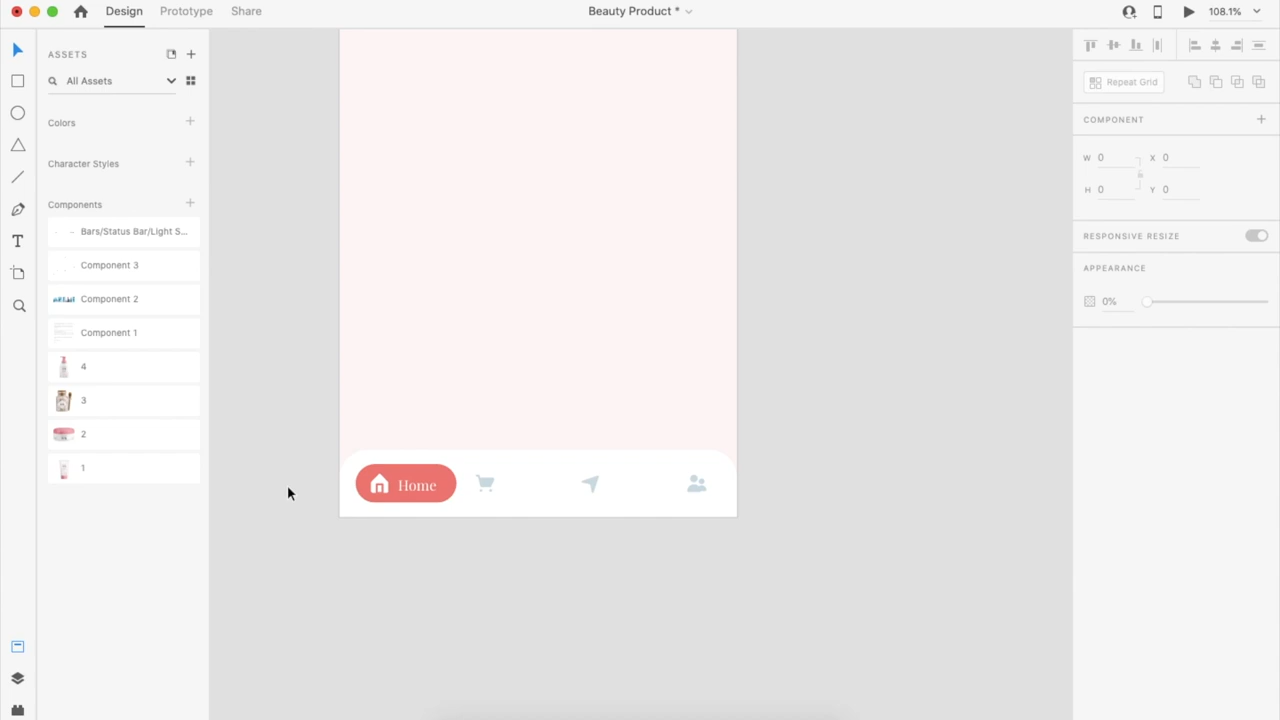 Design Prototype Share Beauty Product * 108.1%
ASSETS
All Assets
Repeat Grid
Colors
COMPONENT
Character Styles
W 0 X 0
H 0 Y 0
Components
Bars/Status Bar/Light S...
RESPONSIVE RESIZE
Component 3
APPEARANCE
Component 2
0%
Component 1
4
3
2
1
Home